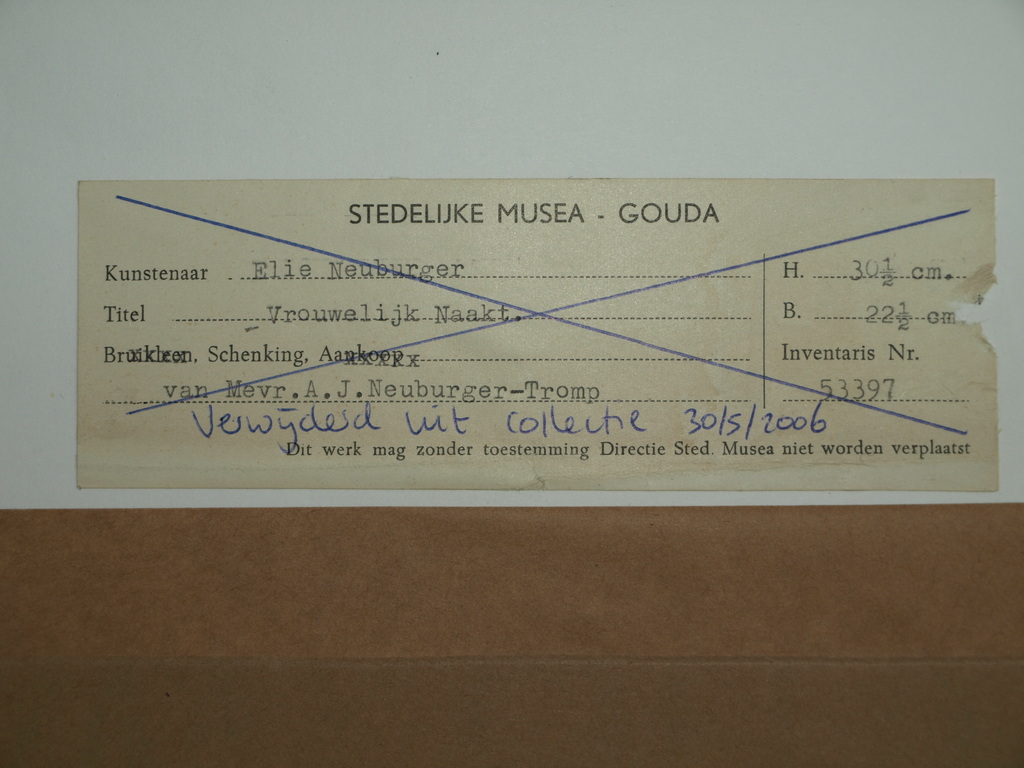 STEDELIJKE MUSEA - GOUDA
Kunstenaar Elie Neuburger H. 30½ cm.
Titel Vrouwelijk Naakt. B. 22½ cm
Bruikleen, Schenking, Aankoop Inventaris Nr.
van Mevr.A.J.Neuburger-Tromp 53397
Verwijderd uit collectie 30/5/2006
Dit werk mag zonder toestemming Directie Sted. Musea niet worden verplaatst